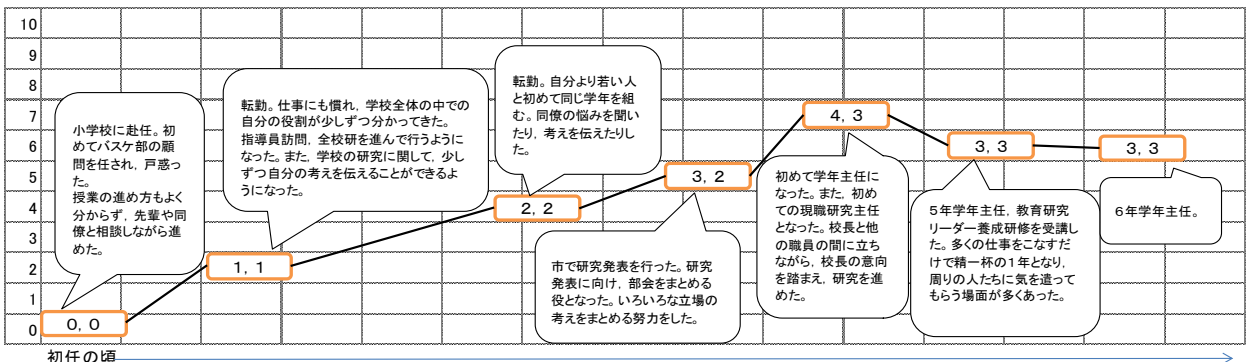 10
9
8
7
6
5
4
3
2
1
0
小学校に赴任。初
めてバスケ部の顧
問を任され，戸惑っ
た。
授業の進め方もよく
分からず，先輩や同
僚と相談しながら進
めた。
0，0
転勤。仕事にも慣れ，学校全体の中での
自分の役割が少しずつ分かってきた。
指導員訪問，全校研を進んで行うように
なった。また，学校の研究に関して，少し
ずつ自分の考えを伝えることができるよ
うになった。
1，1
転勤。自分より若い人
と初めて同じ学年を組
む。同僚の悩みを聞い
たり，考えを伝えたりし
た。
2，2
3，2
市で研究発表を行った。研究
発表に向け，部会をまとめる
役となった。いろいろな立場の
考えをまとめる努力をした。
4，3
初めて学年主任に
なった。また，初め
ての現職研究主任
となった。校長と他
の職員の間に立ち
ながら，校長の意向
を踏まえ，研究を進
めた。
3，3
５年学年主任，教育研究
リーダー養成研修を受講し
た。多くの仕事をこなすだ
けで精一杯の１年となり，
周りの人たちに気を遣って
もらう場面が多くあった。
3，3
６年学年主任。
初任の頃